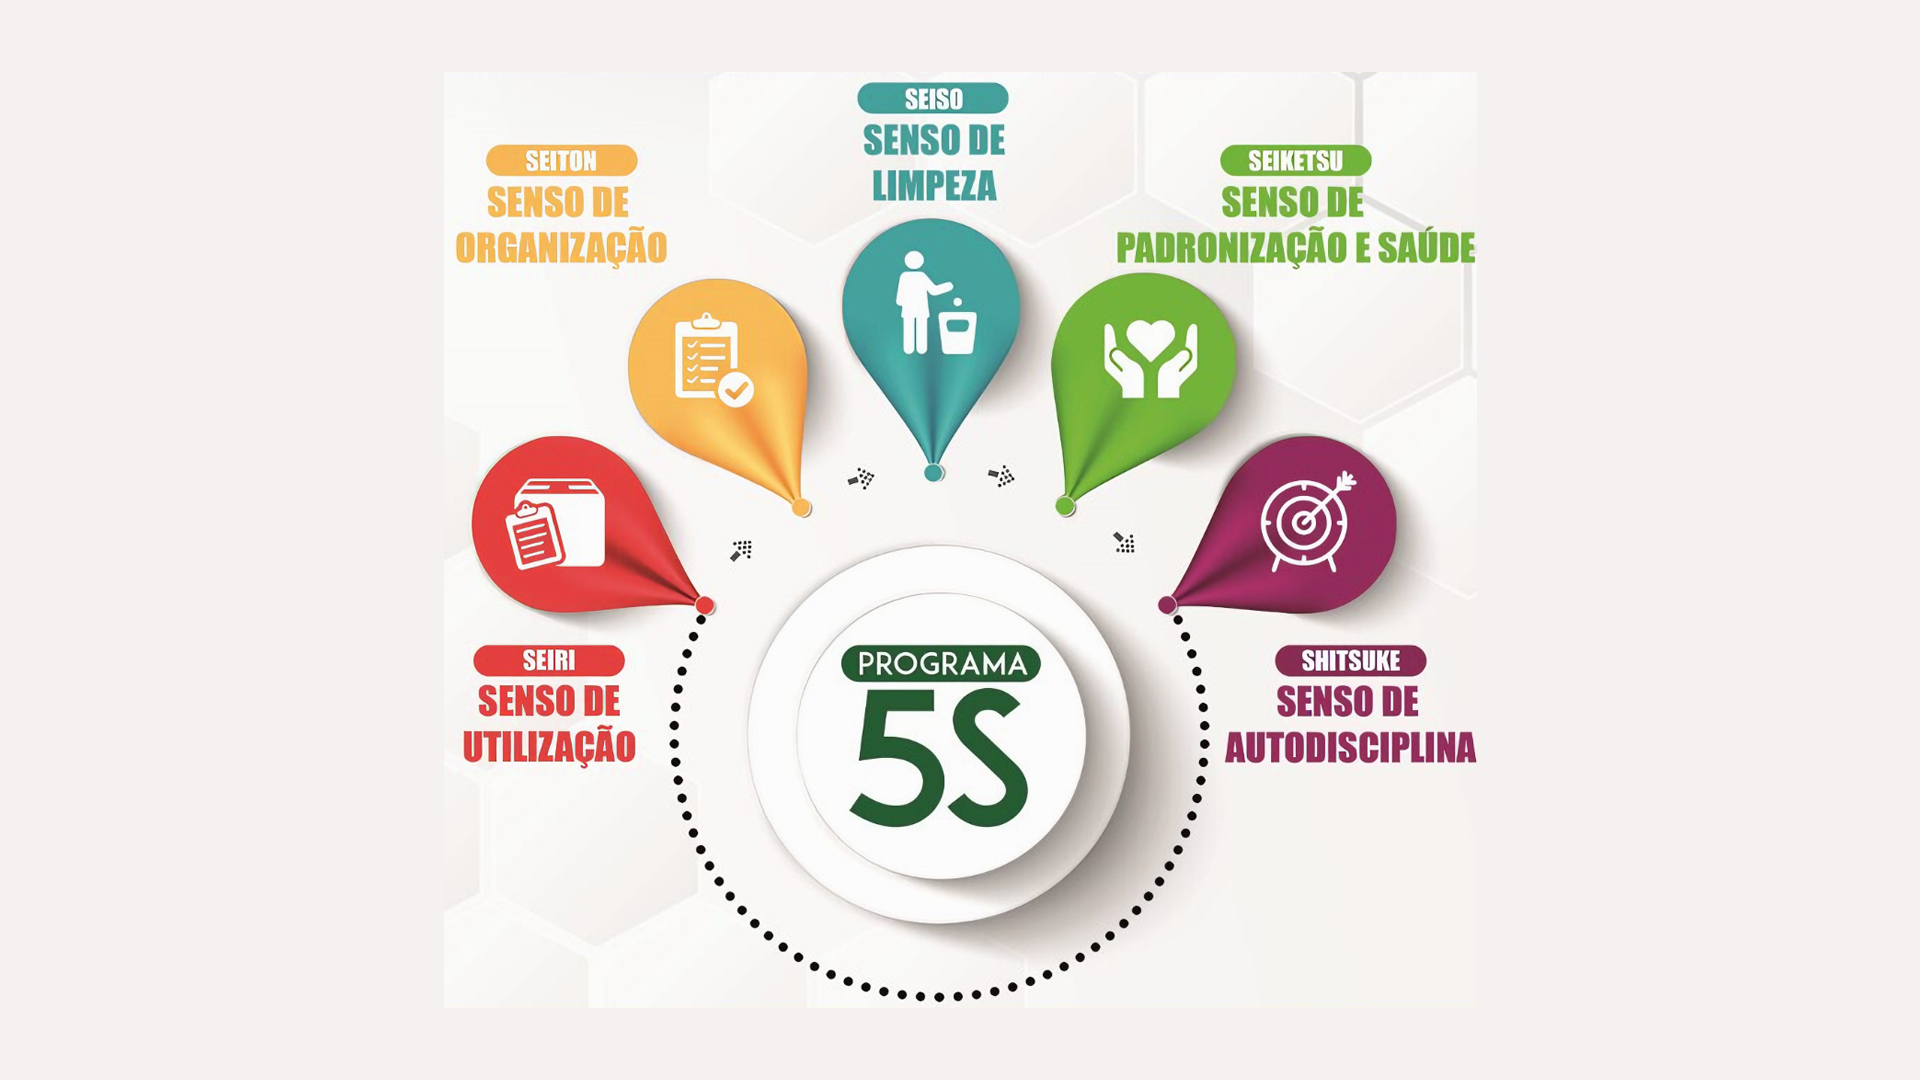 SEIRI
SENSO DE
UTILIZAÇÃO
SEITON
SENSO DE
ORGANIZAÇÃO
SEISO
SENSO DE
LIMPEZA
SEIKETSU
SENSO DE
PADRONIZAÇÃO E SAÚDE
SHITSUKE
SENSO DE
AUTODISCIPLINA
PROGRAMA
5S